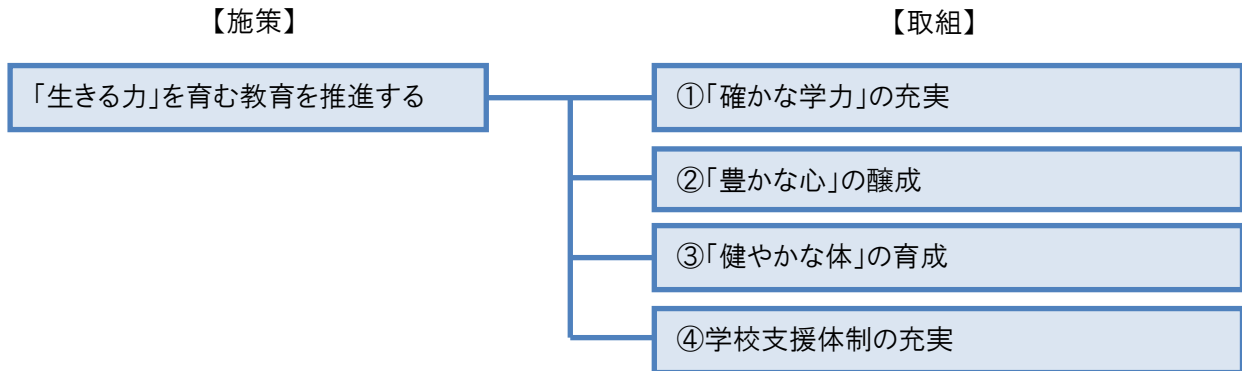 【施策】
【取組】
「生きる力」を育む教育を推進する
①「確かな学力」の充実
②「豊かな心」の醸成
③「健やかな体」の育成
④学校支援体制の充実